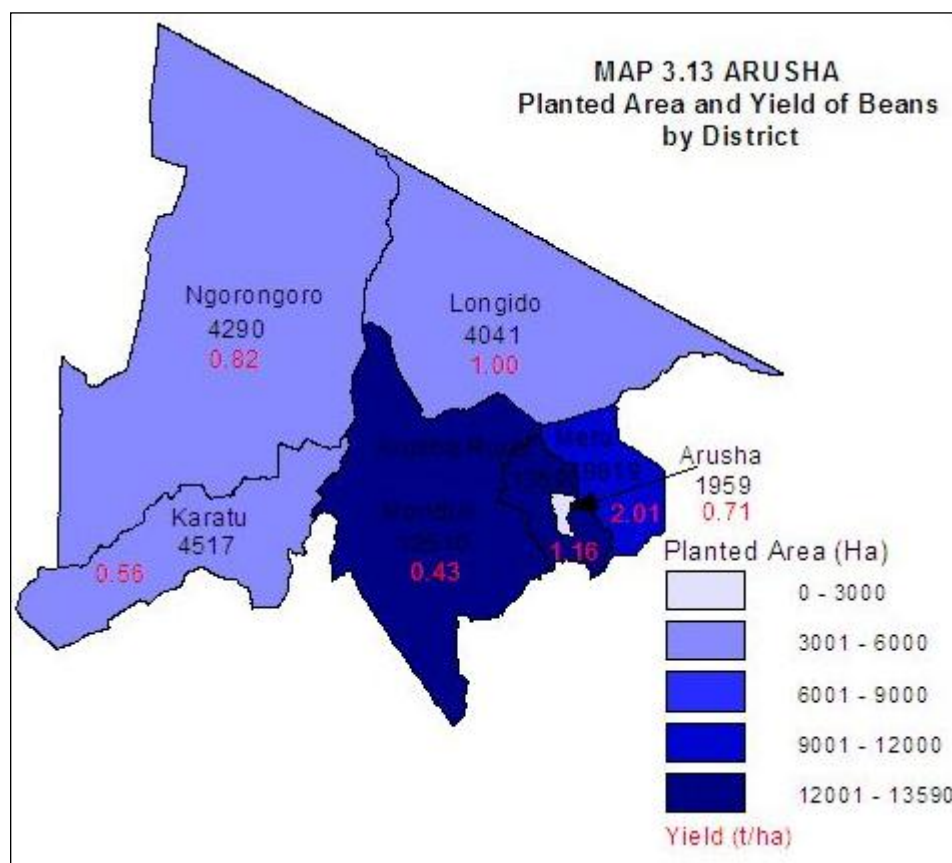 MAP 3.13 ARUSHA
Planted Area and Yield of Beans
by District
Ngorongoro
4290
0.82
Longido
4041
1.00
Meru
2.01
Arusha
1959
0.71
Karatu
4517
0.56
Monduli
0.43
1.16
Planted Area (Ha)
0 - 3000
3001 - 6000
6001 - 9000
9001 - 12000
12001 - 13590
Yield (t/ha)